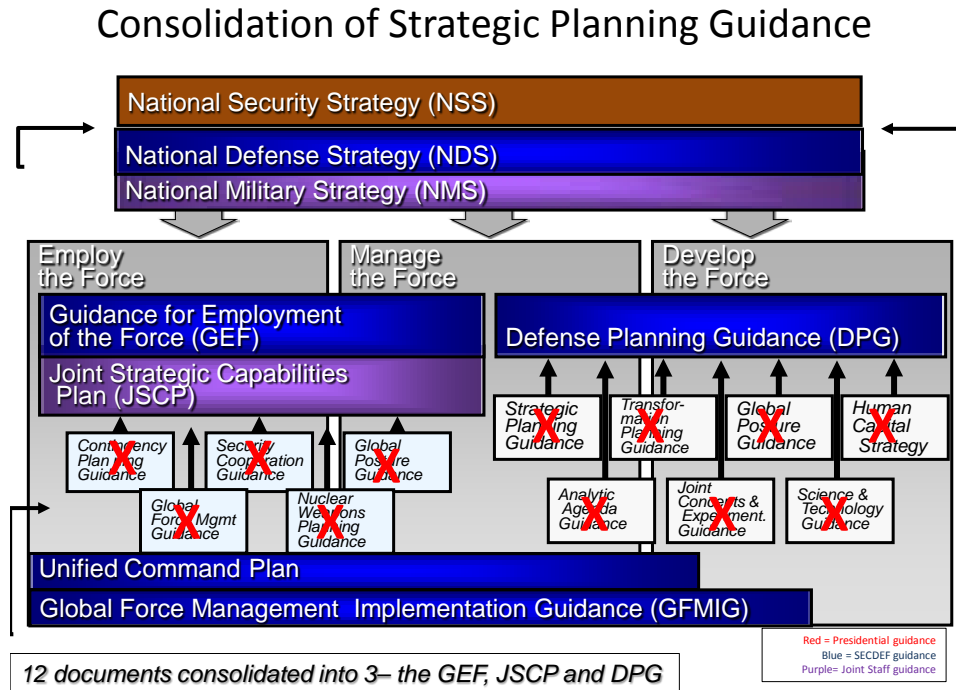 Consolidation of Strategic Planning Guidance
National Security Strategy (NSS)
National Defense Strategy (NDS)
National Military Strategy (NMS)
Employ
the Force
Manage
the Force
Develop
the Force
Guidance for Employment
of the Force (GEF)
Joint Strategic Capabilities
Plan (JSCP)
Defense Planning Guidance (DPG)
Contingency
Planning
Guidance
X
Security
Cooperation
Guidance
X
Global
Posture
Guidance
X
Global
Force Mgmt
Guidance
X
Nuclear
Weapons
Planning
Guidance
X
Strategic
Planning
Guidance
X
Transfor-
mation
Planning
Guidance
X
Global
Posture
Guidance
X
Human
Capital
Strategy
X
Analytic
Agenda
Guidance
X
Joint
Concepts &
Experiment.
Guidance
X
Science &
Technology
Guidance
X
Unified Command Plan
Global Force Management Implementation Guidance (GFMIG)
Red = Presidential guidance
Blue = SECDEF guidance
Purple= Joint Staff guidance
12 documents consolidated into 3– the GEF, JSCP and DPG